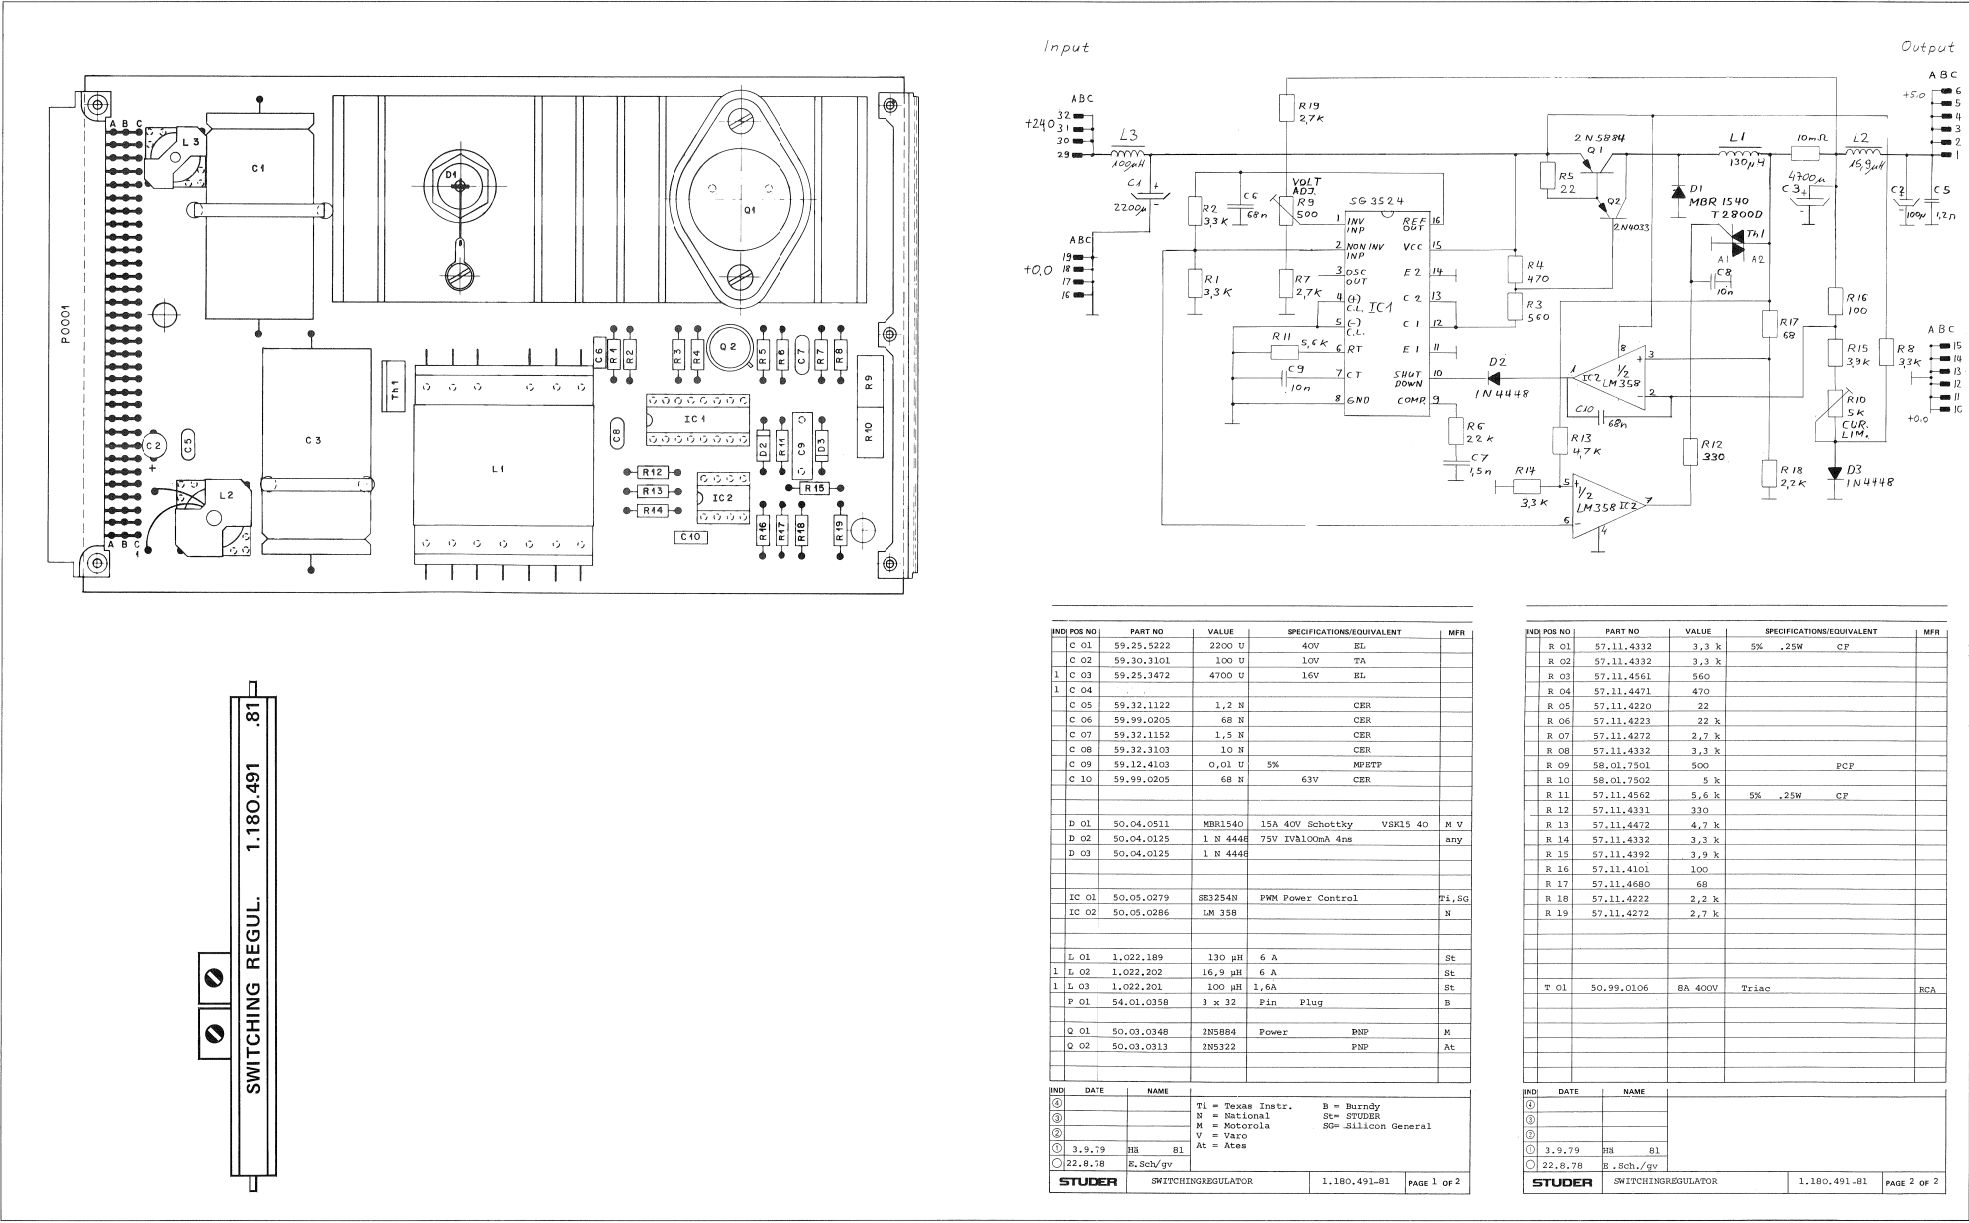 Input
Output
A B C
32
+24.0 31
30
29
L3
100µH
C1 +
2200µ
A B C
19
+0.0 18
17
16
R19
2,7K
R2
3,3K
C6
68n
VOLT
ADJ.
R9
500
R1
3,3K
R7
2,7K
SG 3524
1 INV INP
2 NON INV INP
3 OSC OUT
4 (+) C.L.
5 (-) C.L.
6 RT
7 CT
8 GND
IC1
REF OUT 16
VCC 15
E2 14
C2 13
C1 12
E1 11
SHUT DOWN 10
COMP. 9
R11
5,6K
C9
10n
2N5884
Q1
R5
22
Q2
2N4033
R4
470
R3
560
D2
1N4448
R6
22K
C7
1,5n
L1
130µH
10mΩ
L2
15,9µH
D1
MBR 1540
T2800D
Th1
A1 A2
C8
10n
4700µ
C3 +
C2
100µ
C5
1,2n
R16
100
R17
68
R15
3,9K
R8
3,3K
R10
5K
CUR.
LIM.
D3
1N4448
8
1 IC2 1/2 LM358 + 3
- 2
C10
68n
R13
4,7K
R12
330
R14
3,3K
5 + 1/2 LM358 IC2 7
6 -
4
R18
2,2K
A B C
+5.0 6
5
4
3
2
1
A B C
15
14
13
12
11
+0.0 10
P0001
A B C
L3
C1
D1
Q1
C2
+
C5
L2
C3
Th1
L1
C6
R1
R2
R3
R4
Q2
R5
R6
C7
R7
R8
R9
R10
IC1
C8
D2
R11
C9
D3
R12
R13
R14
IC2
R15
C10
R16
R17
R18
R19
A B C
1
SWITCHING REGUL. 1.180.491 .81
IND POS NO PART NO VALUE SPECIFICATIONS/EQUIVALENT MFR
C 01 59.25.5222 2200 U 40V EL
C 02 59.30.3101 100 U 10V TA
1 C 03 59.25.3472 4700 U 16V EL
1 C 04
C 05 59.32.1122 1,2 N CER
C 06 59.99.0205 68 N CER
C 07 59.32.1152 1,5 N CER
C 08 59.32.3103 10 N CER
C 09 59.12.4103 0,01 U 5% MPETP
C 10 59.99.0205 68 N 63V CER
D 01 50.04.0511 MBR1540 15A 40V Schottky VSK15 40 M V
D 02 50.04.0125 1 N 4448 75V IVà100mA 4ns any
D 03 50.04.0125 1 N 4448
IC 01 50.05.0279 SE3254N PWM Power Control Ti,SG
IC 02 50.05.0286 LM 358 N
L 01 1.022.189 130 µH 6 A St
1 L 02 1.022.202 16,9 µH 6 A St
1 L 03 1.022.201 100 µH 1,6A St
P 01 54.01.0358 3 x 32 Pin Plug B
Q 01 50.03.0348 2N5884 Power PNP M
Q 02 50.03.0313 2N5322 PNP At
IND DATE NAME
④
③
②
① 3.9.79 Hä 81
○ 22.8.78 E.Sch/gv
Ti = Texas Instr. B = Burndy
N = National St= STUDER
M = Motorola SG= Silicon General
V = Varo
At = Ates
STUDER SWITCHINGREGULATOR 1.180.491-81 PAGE 1 OF 2
IND POS NO PART NO VALUE SPECIFICATIONS/EQUIVALENT MFR
R 01 57.11.4332 3,3 k 5% .25W CF
R 02 57.11.4332 3,3 k
R 03 57.11.4561 560
R 04 57.11.4471 470
R 05 57.11.4220 22
R 06 57.11.4223 22 k
R 07 57.11.4272 2,7 k
R 08 57.11.4332 3,3 k
R 09 58.01.7501 500 PCF
R 10 58.01.7502 5 k
R 11 57.11.4562 5,6 k 5% .25W CF
R 12 57.11.4331 330
R 13 57.11.4472 4,7 k
R 14 57.11.4332 3,3 k
R 15 57.11.4392 3,9 k
R 16 57.11.4101 100
R 17 57.11.4680 68
R 18 57.11.4222 2,2 k
R 19 57.11.4272 2,7 k
T 01 50.99.0106 8A 400V Triac RCA
IND DATE NAME
④
③
②
① 3.9.79 Hä 81
○ 22.8.78 E.Sch./gv
STUDER SWITCHINGREGULATOR 1.180.491-81 PAGE 2 OF 2